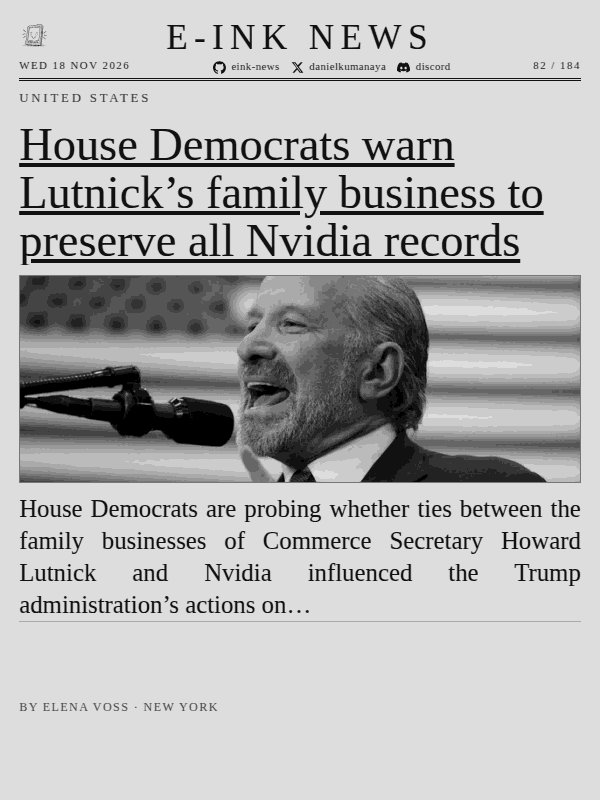 E-INK NEWS
WED 18 NOV 2026
eink-news danielkumanaya discord
82 / 184
UNITED STATES
House Democrats warn
Lutnick’s family business to
preserve all Nvidia records
House Democrats are probing whether ties between the
family businesses of Commerce Secretary Howard
Lutnick and Nvidia influenced the Trump
administration’s actions on…
BY ELENA VOSS · NEW YORK